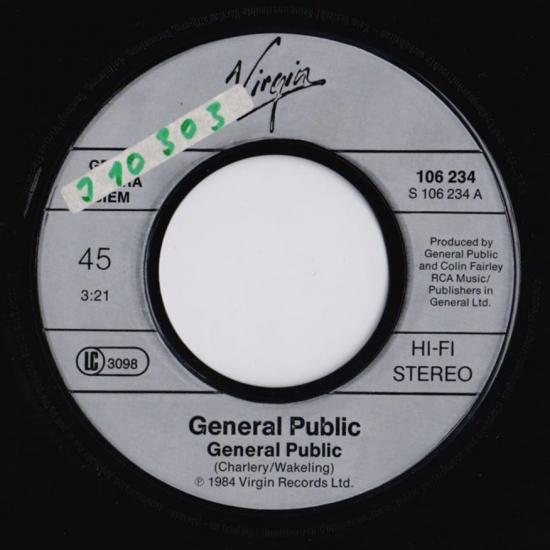 Virgin
J 10 303
106 234
S 106 234 A
45
3:21
Produced by
General Public
and Colin Fairley
RCA Music/
Publishers in
General Ltd.
LC 3098
HI-FI
STEREO
General Public
General Public
(Charlery/Wakeling)
℗ 1984 Virgin Records Ltd.